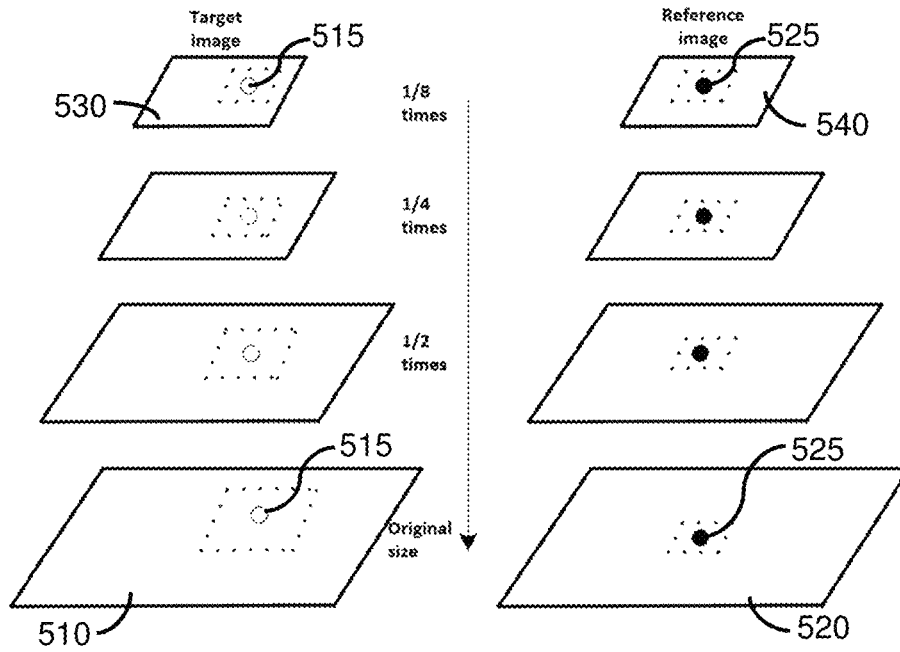 Target
image
515
Reference
image
525
530
1/8
times
540
1/4
times
1/2
times
515
525
Original
size
510
520